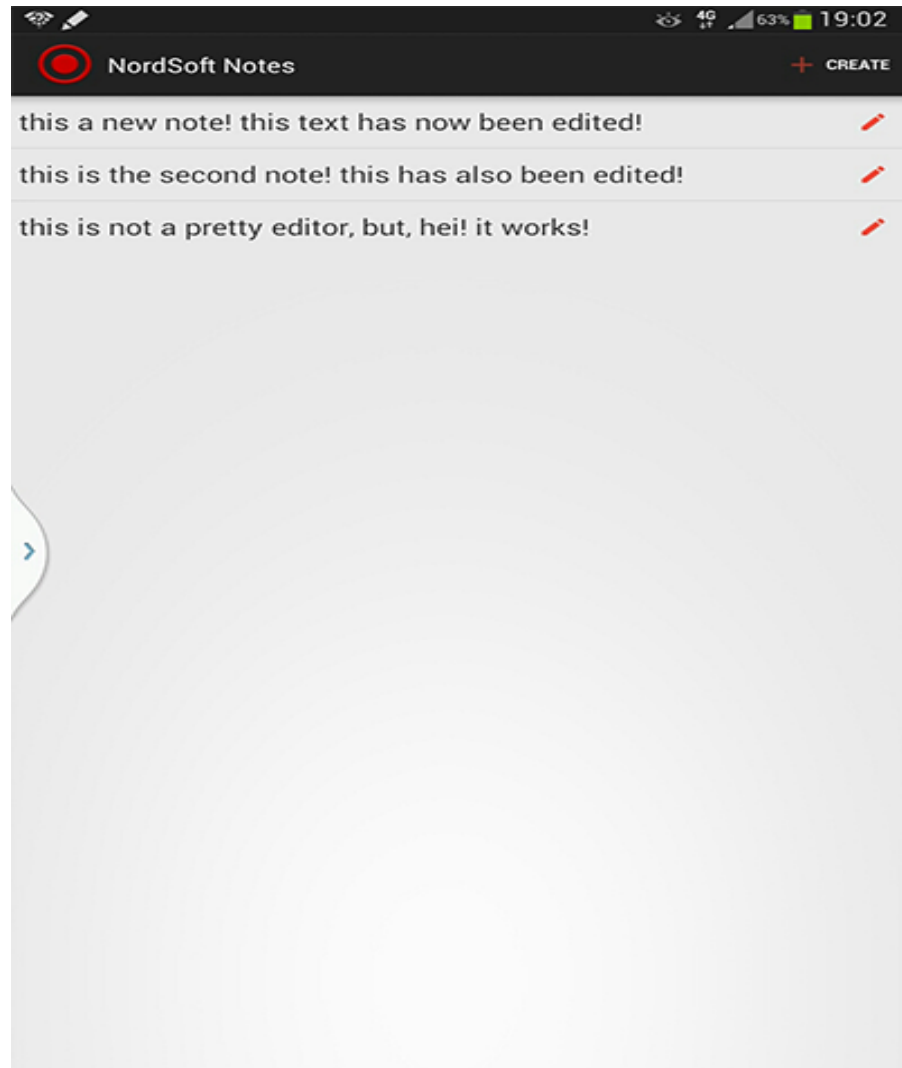 4G 63% 19:02
NordSoft Notes + CREATE
this a new note! this text has now been edited!
this is the second note! this has also been edited!
this is not a pretty editor, but, hei! it works!